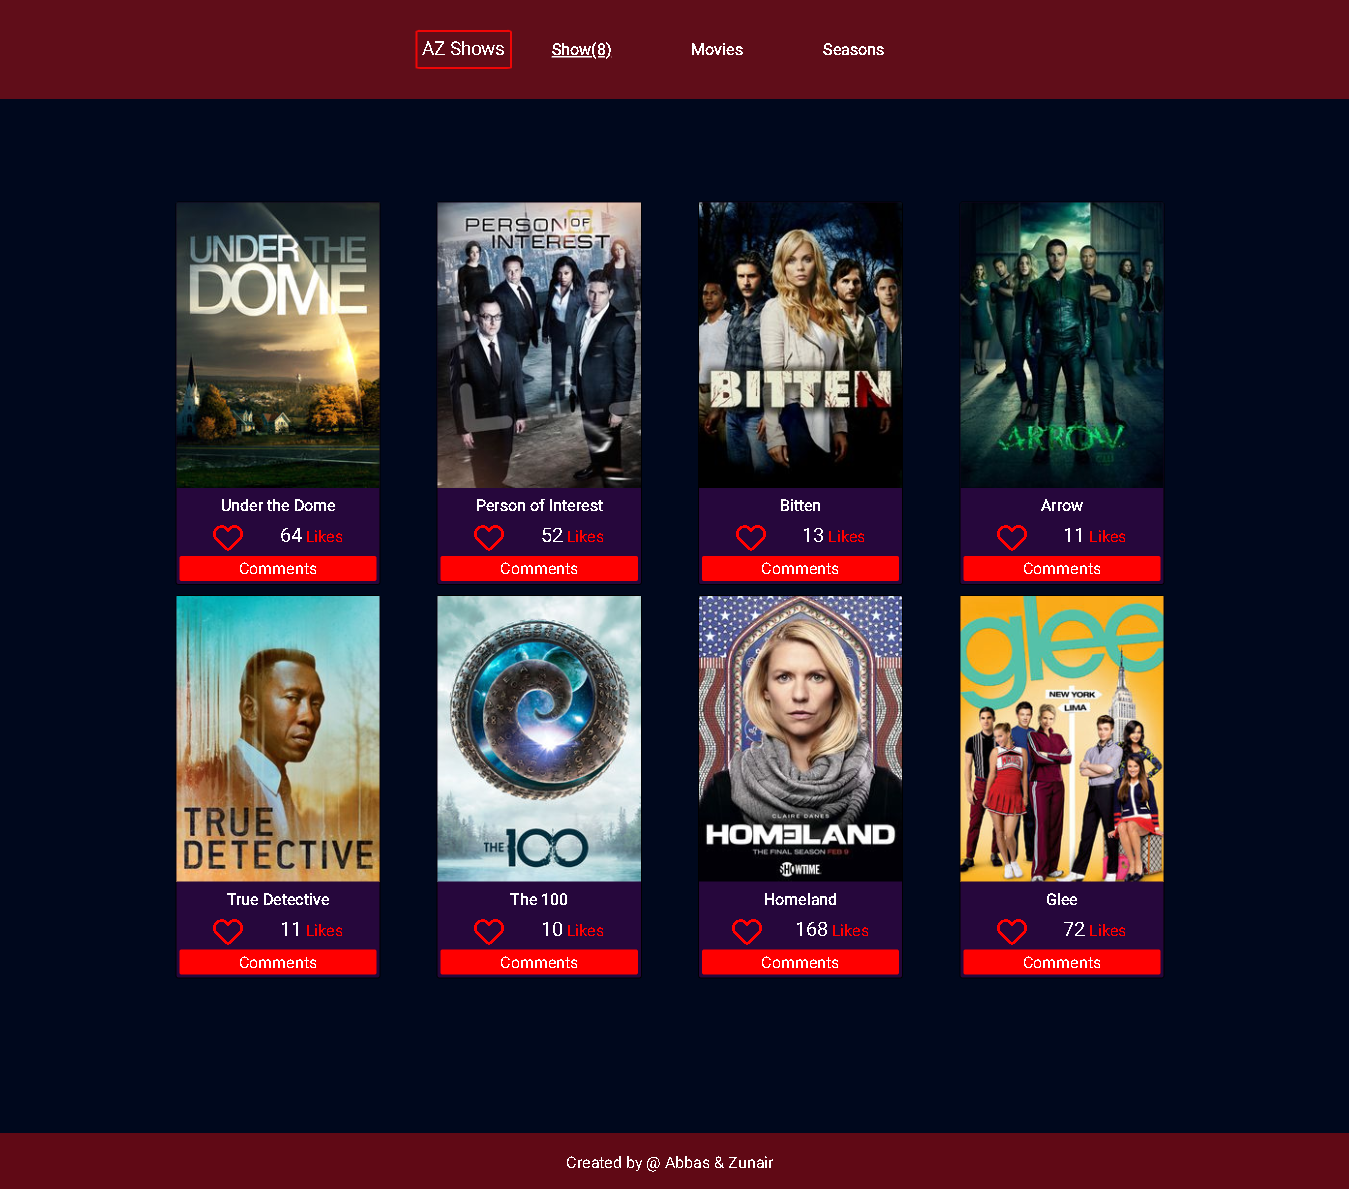 AZ Shows
Show(8)
Movies
Seasons
UNDER THE
DOME
PERSON OF
INTEREST
BITTEN
ARROW
CW
Under the Dome
Person of Interest
Bitten
Arrow
64 Likes
52 Likes
13 Likes
11 Likes
Comments
Comments
Comments
Comments
TRUE
DETECTIVE
THE 100
CLAIRE DANES
HOMELAND
THE FINAL SEASON FEB 9
SHOWTIME
glee
NEW YORK
LIMA
True Detective
The 100
Homeland
Glee
11 Likes
10 Likes
168 Likes
72 Likes
Comments
Comments
Comments
Comments
Created by @ Abbas & Zunair